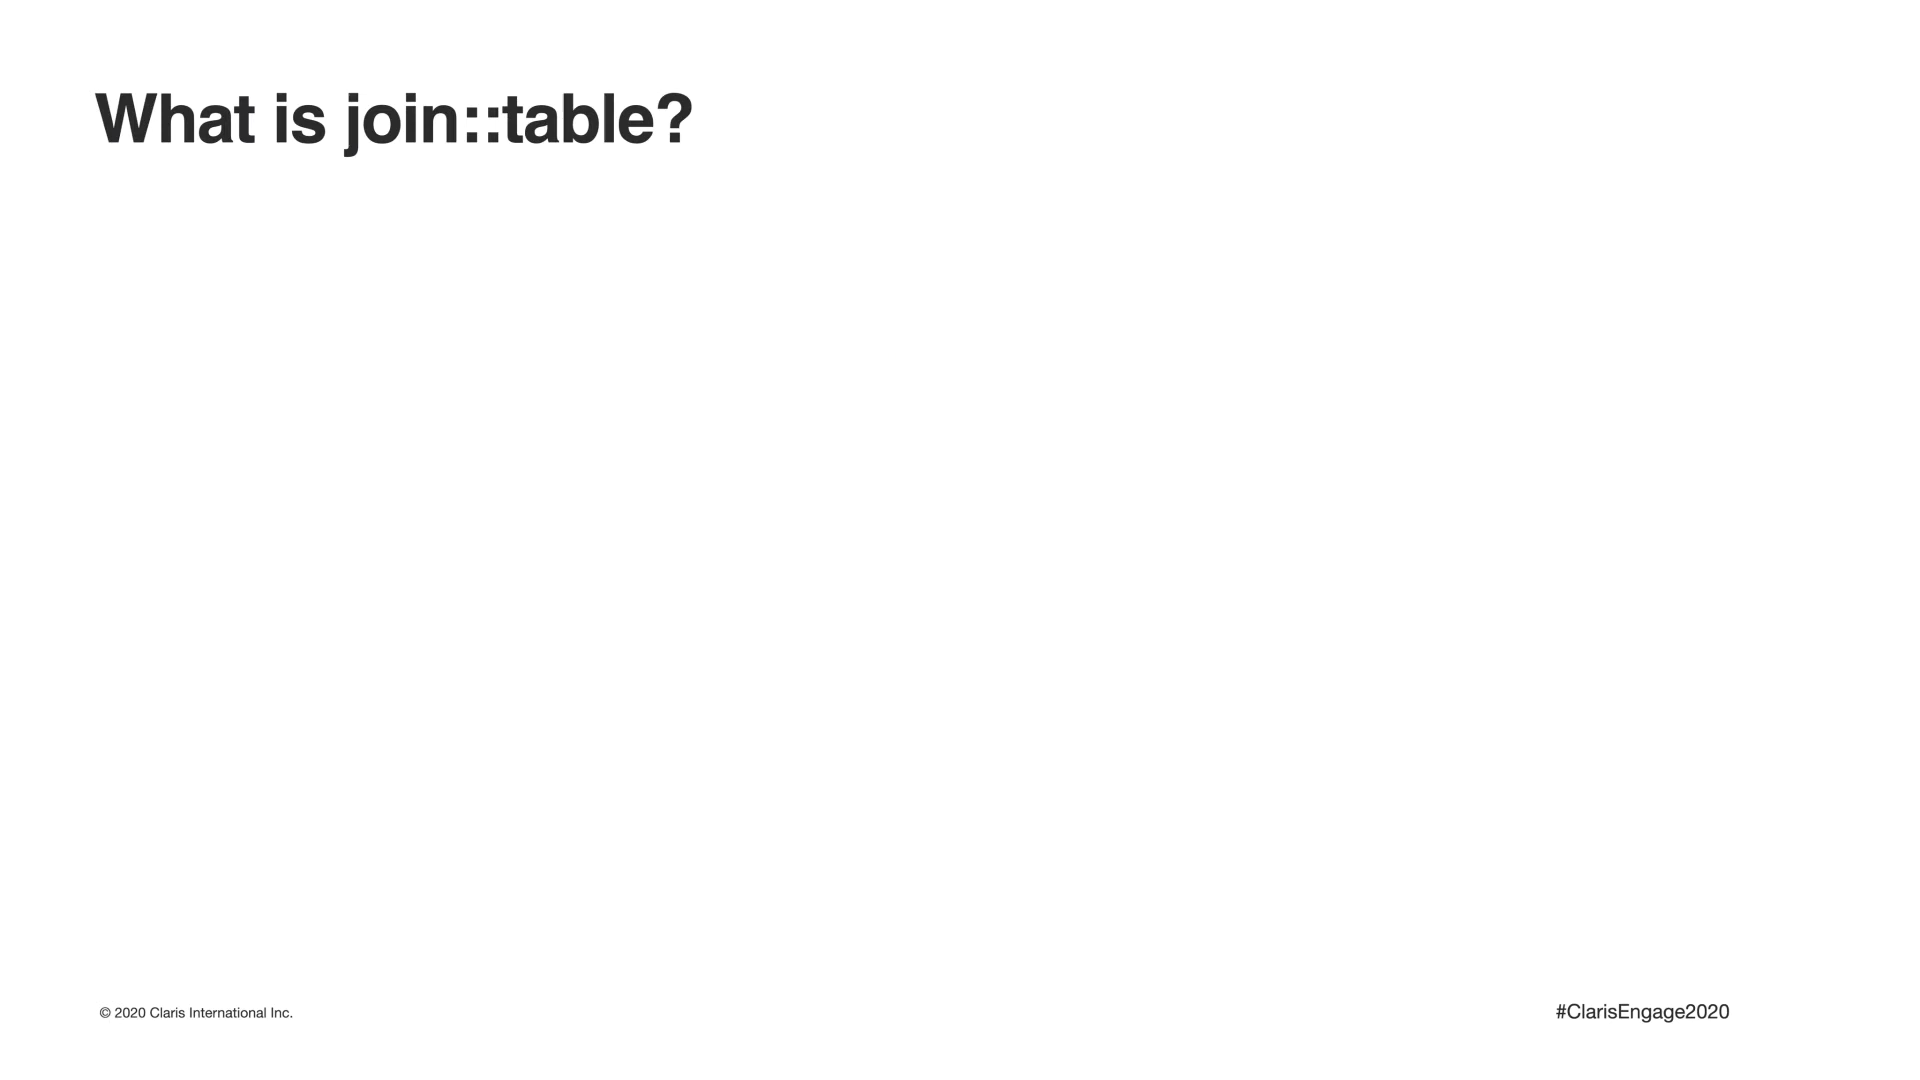 What is join::table?
© 2020 Claris International Inc.
#ClarisEngage2020